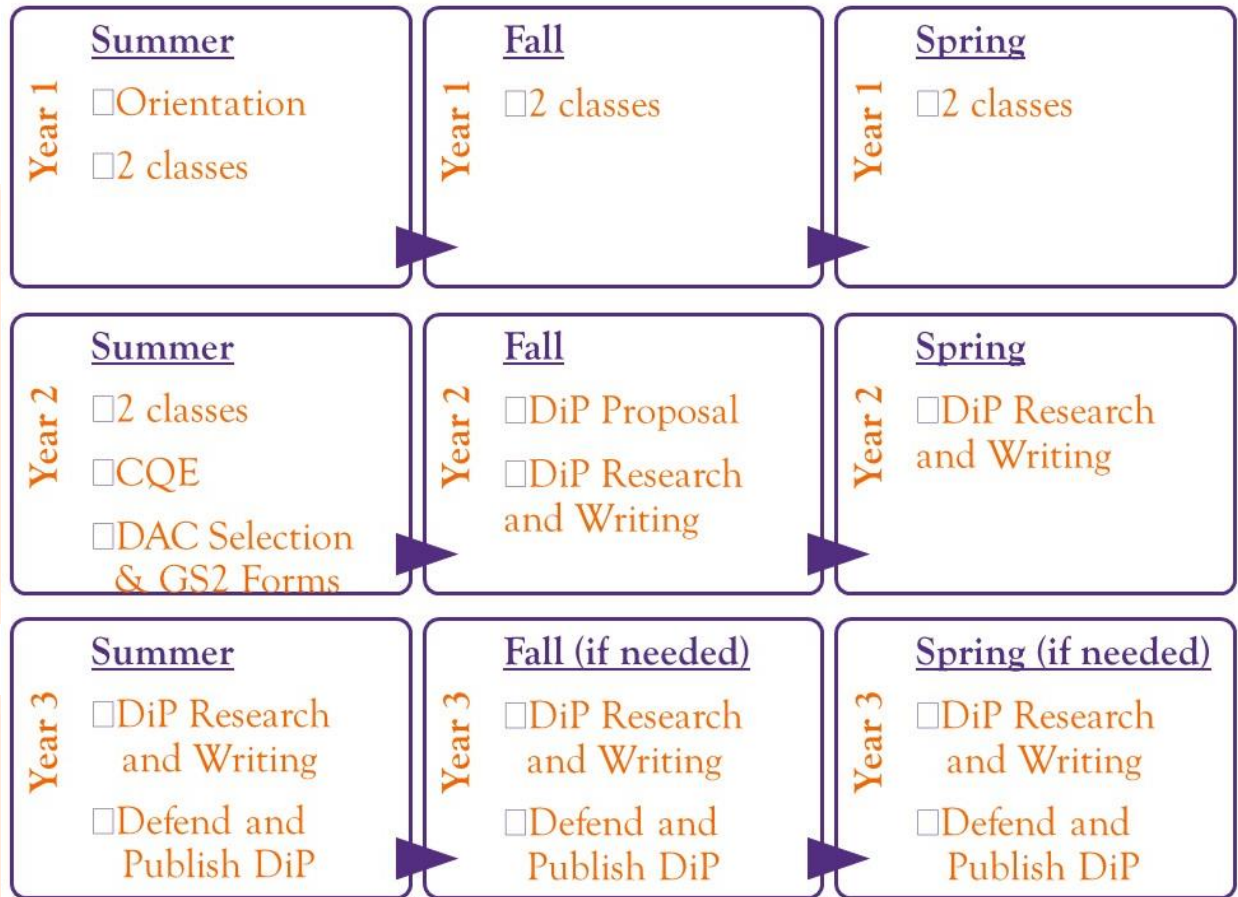 Year 1
Summer
□Orientation
□2 classes
Year 1
Fall
□2 classes
Year 1
Spring
□2 classes
Year 2
Summer
□2 classes
□CQE
□DAC Selection
& GS2 Forms
Year 2
Fall
□DiP Proposal
□DiP Research
and Writing
Year 2
Spring
□DiP Research
and Writing
Year 3
Summer
□DiP Research
and Writing
□Defend and
Publish DiP
Year 3
Fall (if needed)
□DiP Research
and Writing
□Defend and
Publish DiP
Year 3
Spring (if needed)
□DiP Research
and Writing
□Defend and
Publish DiP